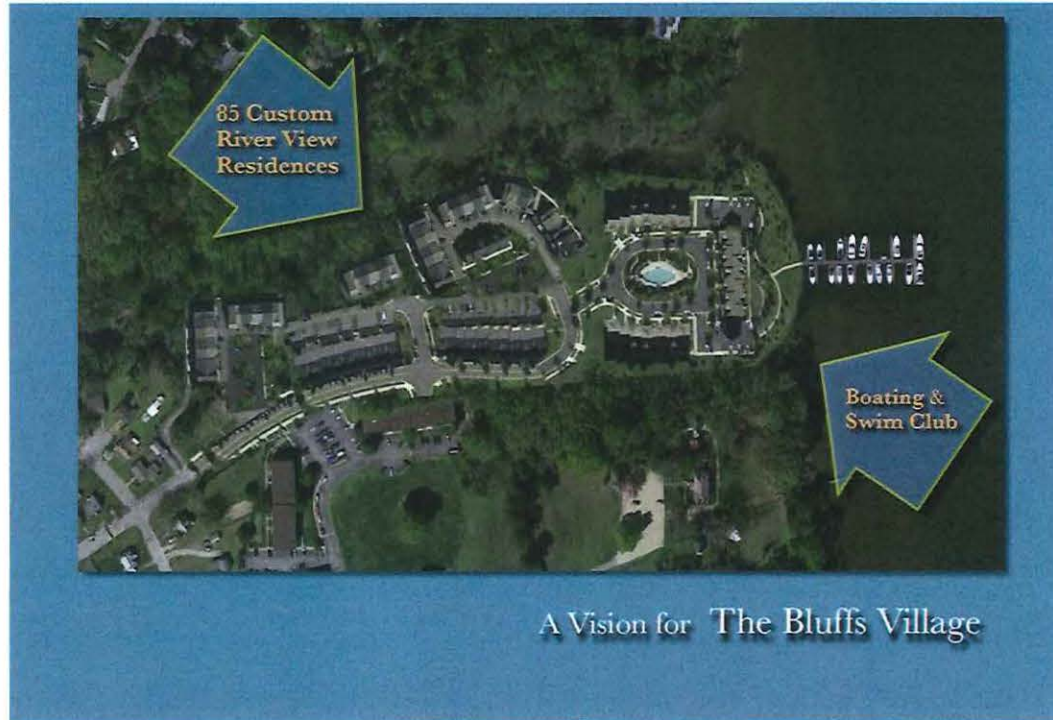 85 Custom
River View
Residences
Boating &
Swim Club
A Vision for The Bluffs Village